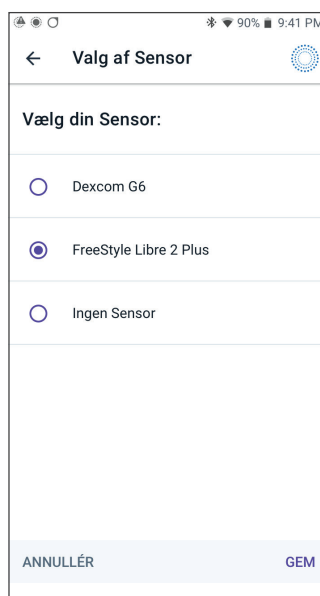 90% 9:41 PM
Valg af Sensor
Vælg din Sensor:
Dexcom G6
FreeStyle Libre 2 Plus
Ingen Sensor
ANNULLÉR GEM